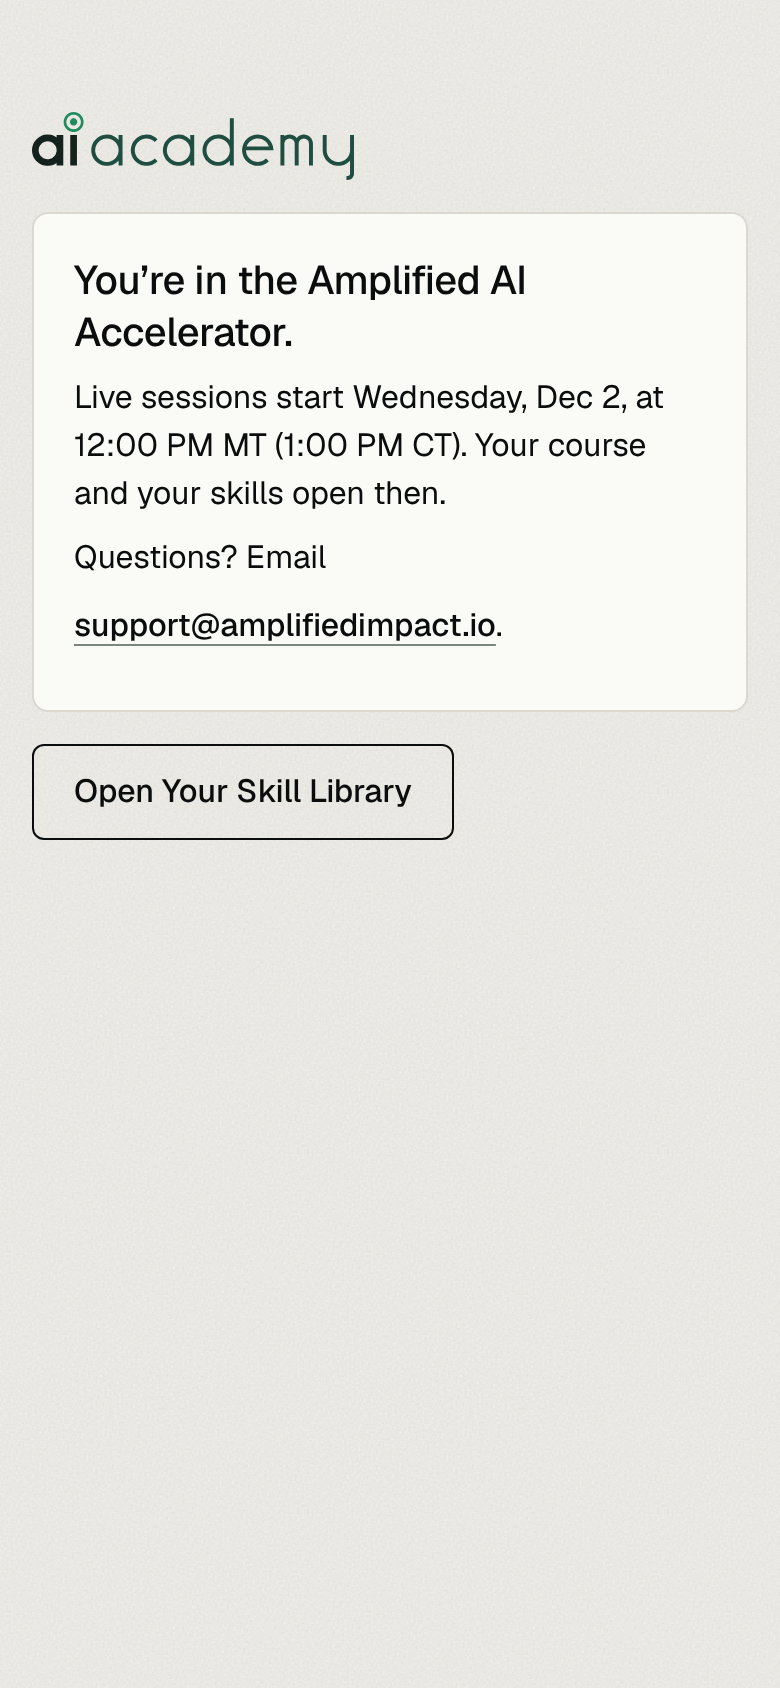 ai academy
You’re in the Amplified AI
Accelerator.
Live sessions start Wednesday, Dec 2, at
12:00 PM MT (1:00 PM CT). Your course
and your skills open then.
Questions? Email
support@amplifiedimpact.io.
Open Your Skill Library